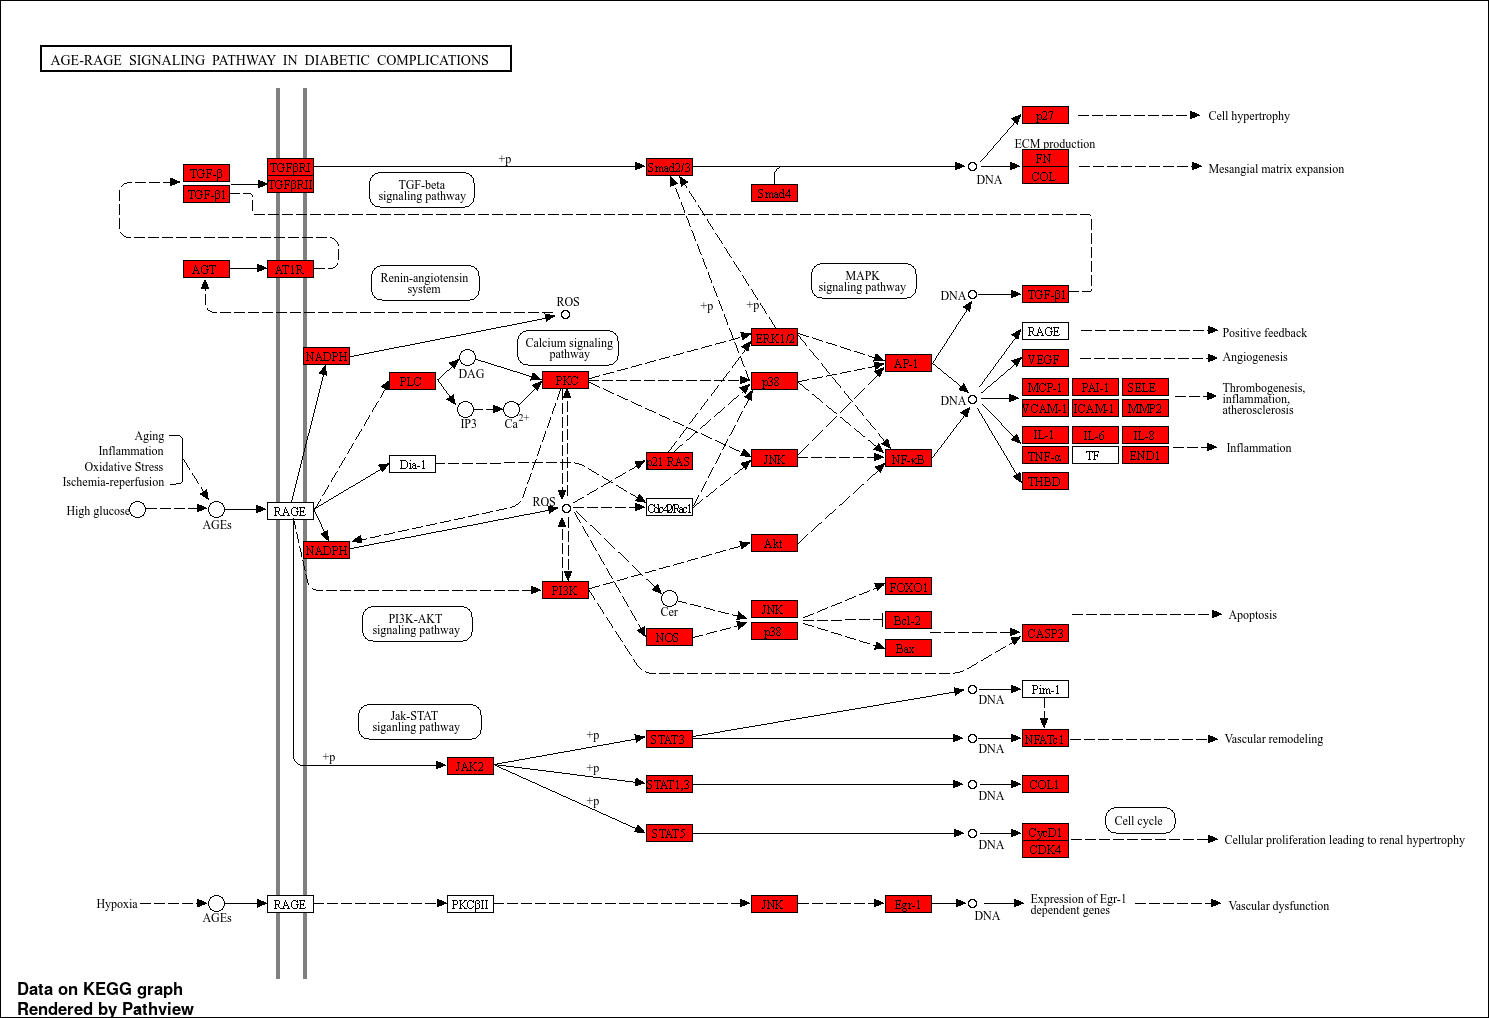 AGE-RAGE SIGNALING PATHWAY IN DIABETIC COMPLICATIONS
p27
Cell hypertrophy
ECM production
TGF-β
TGFβRI
+p
Smad2/3
FN
Mesangial matrix expansion
TGF-β1
TGFβRII
TGF-beta
signaling pathway
Smad4
DNA
COL
AGT
AT1R
Renin-angiotensin
system
MAPK
signaling pathway
ROS
+p
+p
DNA
TGF-β1
NADPH
Calcium signaling
pathway
ERK1/2
RAGE
Positive feedback
PLC
DAG
PKC
p38
AP-1
VEGF
Angiogenesis
IP3
Ca2+
DNA
MCP-1
PAI-1
SELE
Thrombogenesis,
inflammation,
atherosclerosis
VCAM-1
ICAM-1
MMP2
Aging
Inflammation
Oxidative Stress
Ischemia-reperfusion
IL-1
IL-6
IL-8
Inflammation
Dia-1
p21 RAS
JNK
NF-κB
TNF-α
TF
END1
THBD
High glucose
AGEs
RAGE
ROS
Cdc42/Rac1
NADPH
Akt
PI3K
PI3K-AKT
signaling pathway
Cer
NOS
JNK
p38
FOXO1
Bcl-2
Bax
CASP3
Apoptosis
Jak-STAT
siganling pathway
DNA
Pim-1
+p
JAK2
+p
STAT3
DNA
NFATc1
Vascular remodeling
+p
STAT1,3
DNA
COL1
+p
STAT5
DNA
CycD1
CDK4
Cell cycle
Cellular proliferation leading to renal hypertrophy
Hypoxia
AGEs
RAGE
PKCβII
JNK
Egr-1
DNA
Expression of Egr-1
dependent genes
Vascular dysfunction
Data on KEGG graph
Rendered by Pathview